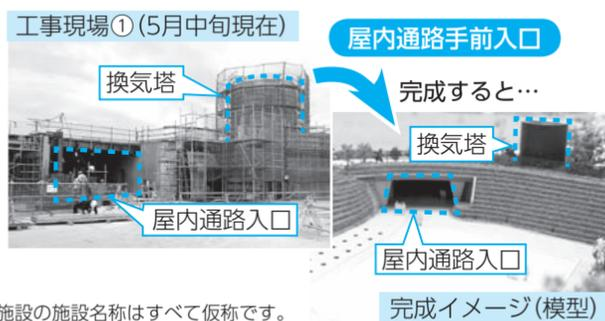 工事現場①(5月中旬現在)
換気塔
屋内通路入口
屋内通路手前入口
完成すると…
換気塔
屋内通路入口
完成イメージ(模型)
施設の施設名称はすべて仮称です。